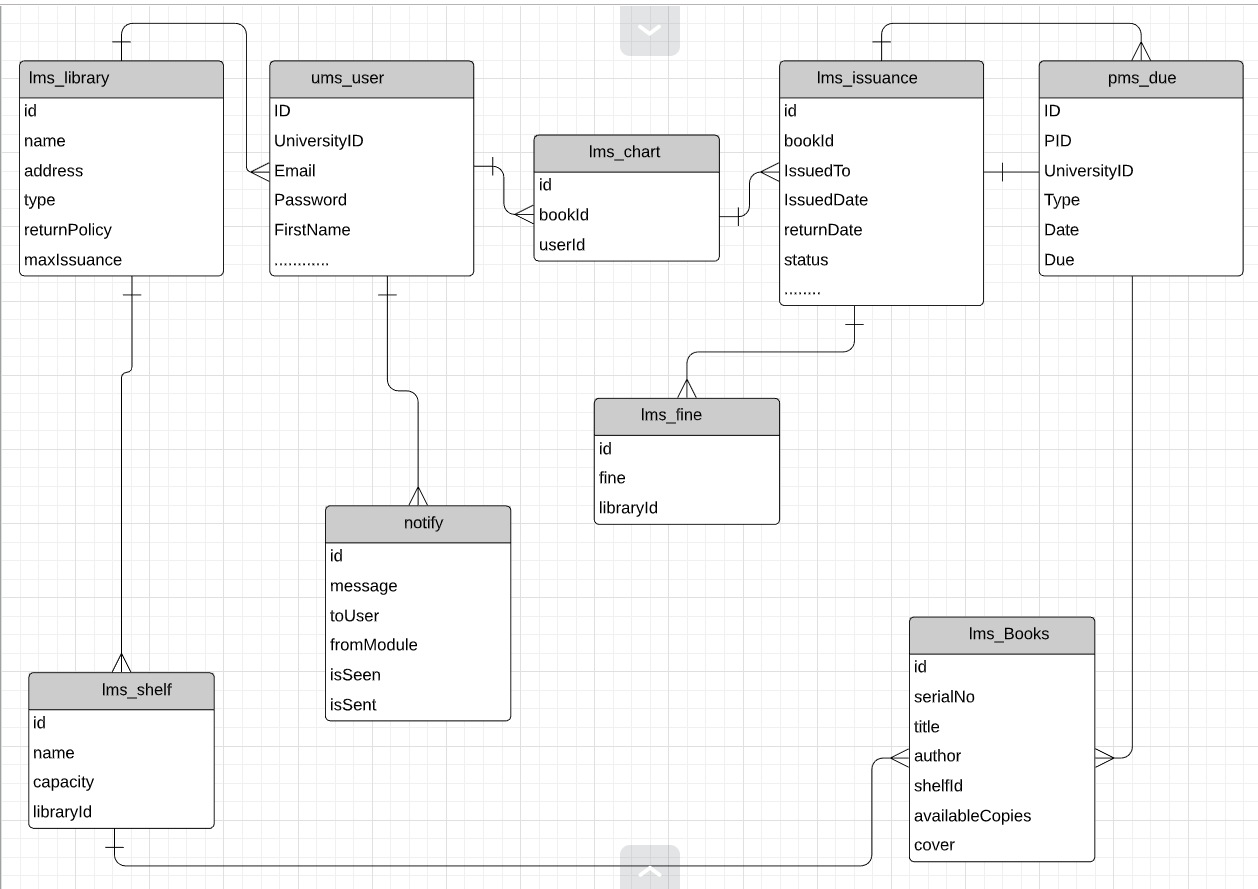 lms_library
id
name
address
type
returnPolicy
maxIssuance
ums_user
ID
UniversityID
Email
Password
FirstName
............
lms_chart
id
bookId
userId
lms_issuance
id
bookId
IssuedTo
IssuedDate
returnDate
status
........
pms_due
ID
PID
UniversityID
Type
Date
Due
lms_fine
id
fine
libraryId
notify
id
message
toUser
fromModule
isSeen
isSent
lms_shelf
id
name
capacity
libraryId
lms_Books
id
serialNo
title
author
shelfId
availableCopies
cover